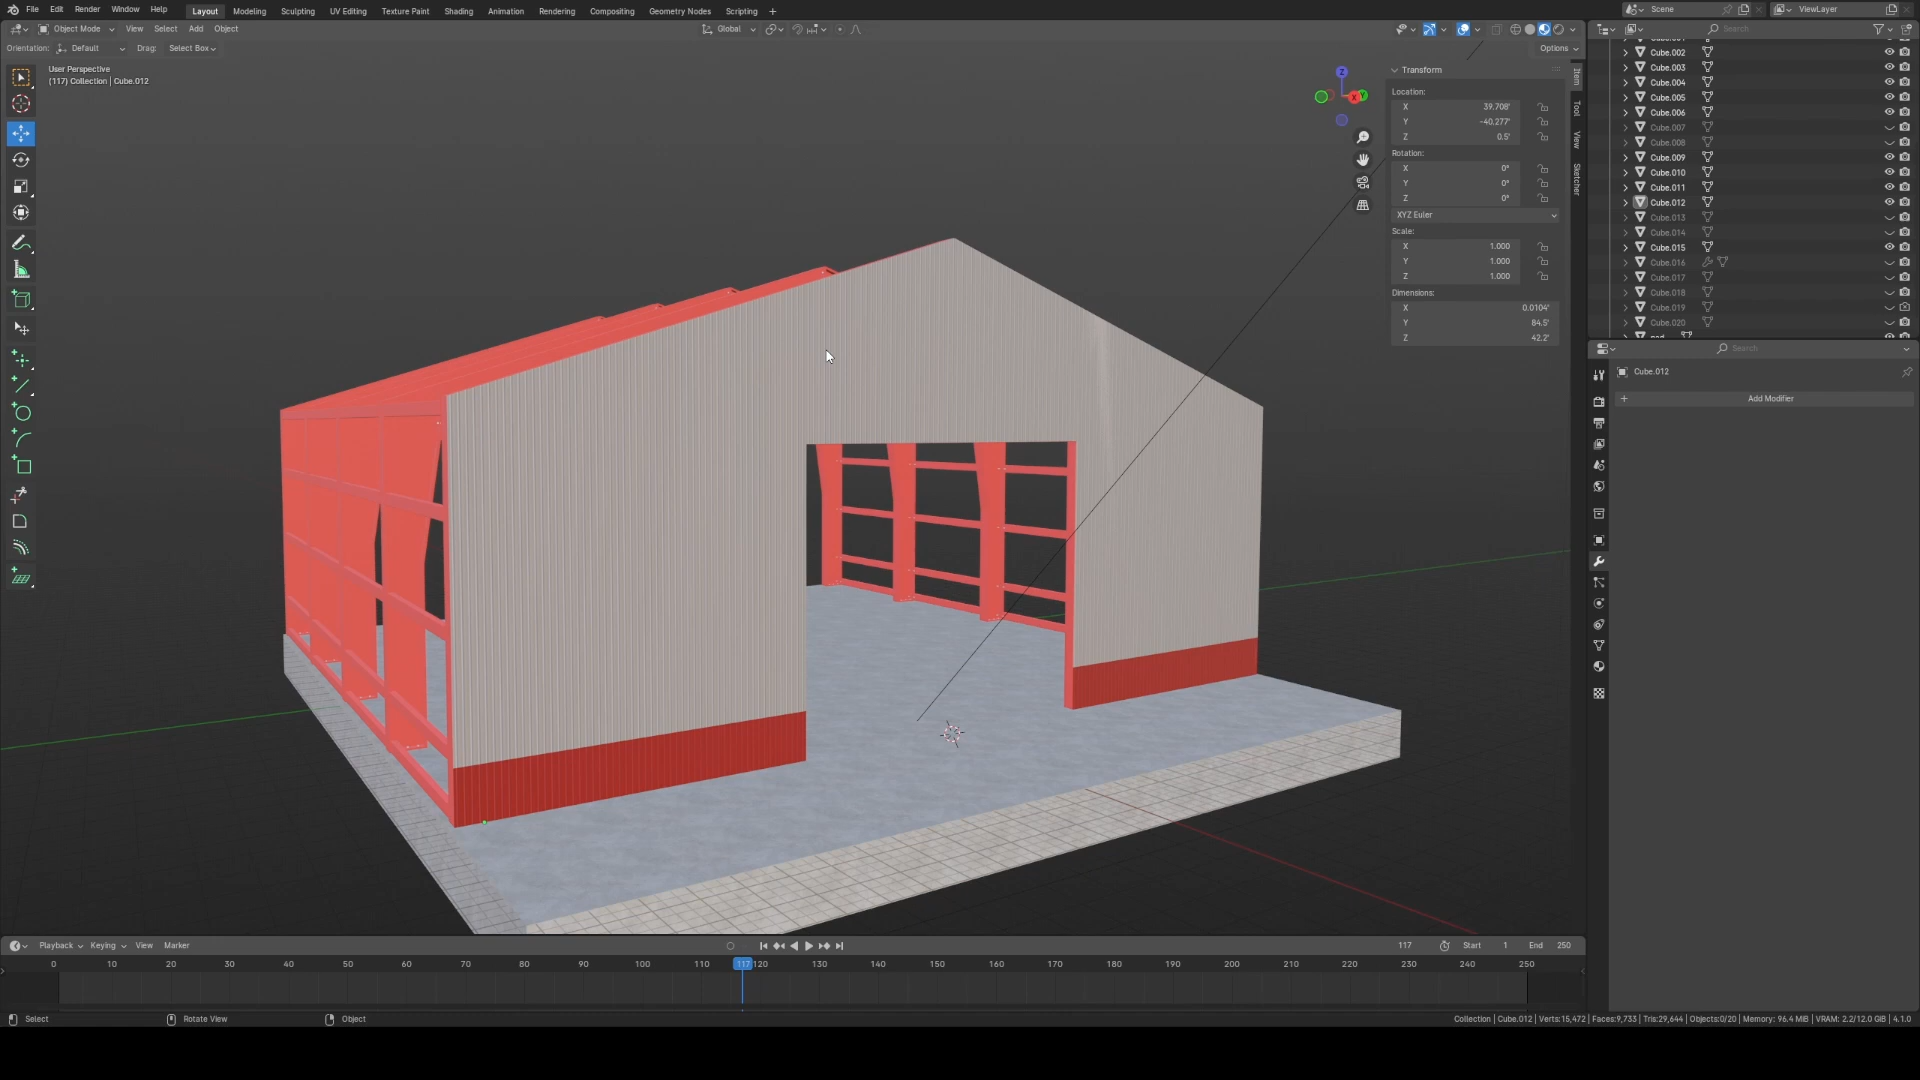 File Edit Render Window Help Layout Modeling Sculpting UV Editing Texture Paint Shading Animation Rendering Compositing Geometry Nodes Scripting + Scene ViewLayer
Object Mode View Select Add Object Global Search
Orientation: Default Drag: Select Box Options
User Perspective
(117) Collection | Cube.012
Z
X
Y
Transform
Location:
X 39.708'
Y -40.277'
Z 0.5'
Rotation:
X 0°
Y 0°
Z 0°
XYZ Euler
Scale:
X 1.000
Y 1.000
Z 1.000
Dimensions:
X 0.0104'
Y 84.5'
Z 42.2'
Item
Tool
View
Sketcher
Cube.002
Cube.003
Cube.004
Cube.005
Cube.006
Cube.007
Cube.008
Cube.009
Cube.010
Cube.011
Cube.012
Cube.013
Cube.014
Cube.015
Cube.016
Cube.017
Cube.018
Cube.019
Cube.020
Search
Cube.012
+ Add Modifier
Playback Keying View Marker 117 Start 1 End 250
0 10 20 30 40 50 60 70 80 90 100 110 117 120 130 140 150 160 170 180 190 200 210 220 230 240 250
Select Rotate View Object Collection | Cube.012 | Verts:15,472 | Faces:9,733 | Tris:29,644 | Objects:0/20 | Memory: 96.4 MiB | VRAM: 2.2/12.0 GiB | 4.1.0